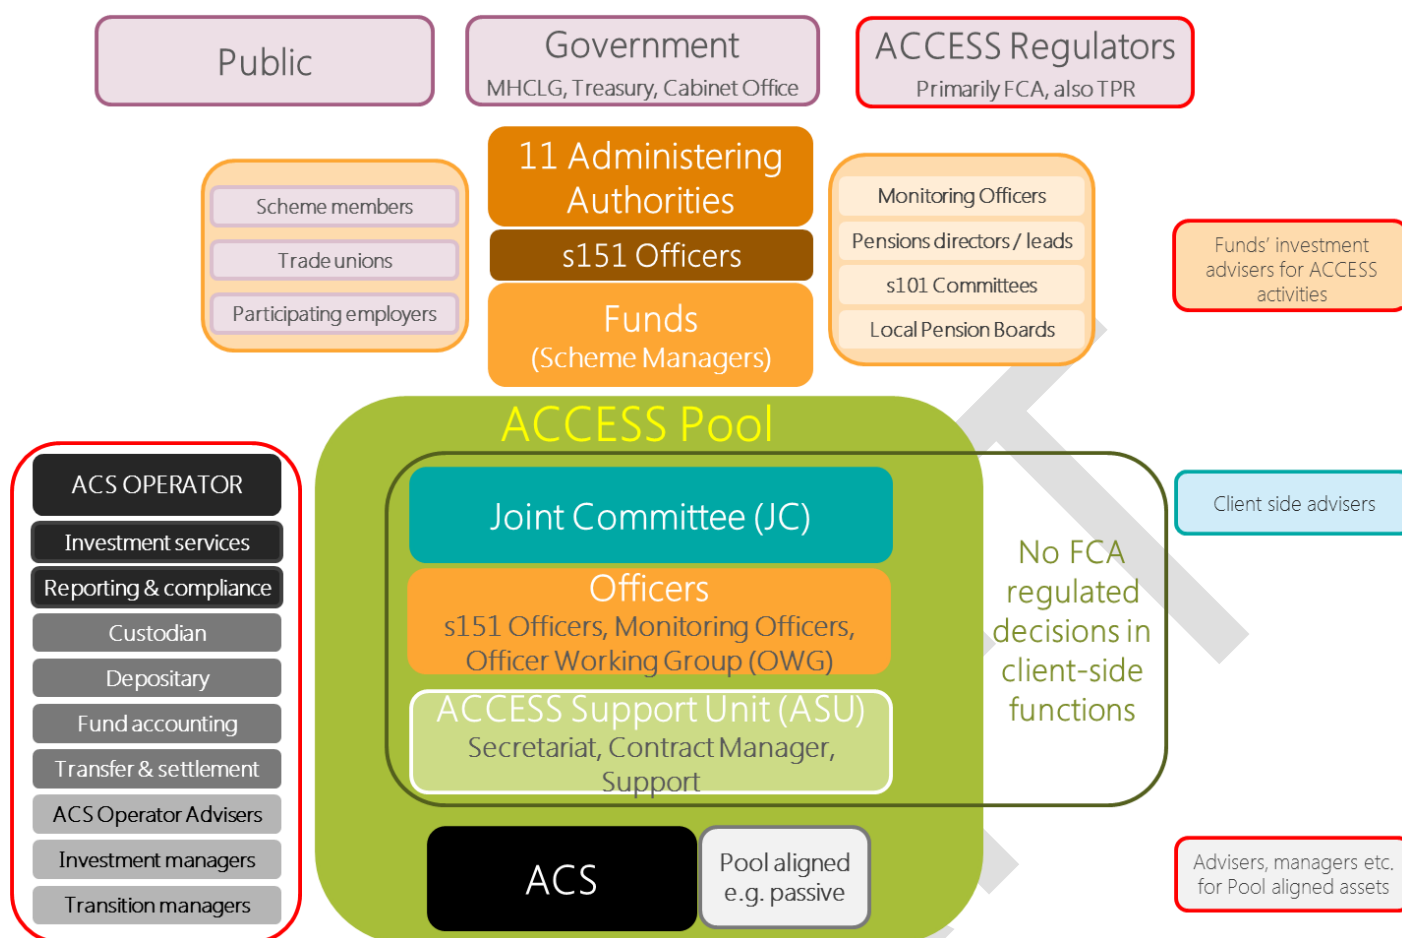 Public
Government
MHCLG, Treasury, Cabinet Office
ACCESS Regulators
Primarily FCA, also TPR
11 Administering
Authorities
s151 Officers
Funds
(Scheme Managers)
Scheme members
Trade unions
Participating employers
Monitoring Officers
Pensions directors / leads
s101 Committees
Local Pension Boards
Funds’ investment
advisers for ACCESS
activities
ACCESS Pool
Joint Committee (JC)
Officers
s151 Officers, Monitoring Officers,
Officer Working Group (OWG)
ACCESS Support Unit (ASU)
Secretariat, Contract Manager,
Support
No FCA
regulated
decisions in
client-side
functions
Client side advisers
ACS OPERATOR
Investment services
Reporting & compliance
Custodian
Depositary
Fund accounting
Transfer & settlement
ACS Operator Advisers
Investment managers
Transition managers
ACS
Pool aligned
e.g. passive
Advisers, managers etc.
for Pool aligned assets